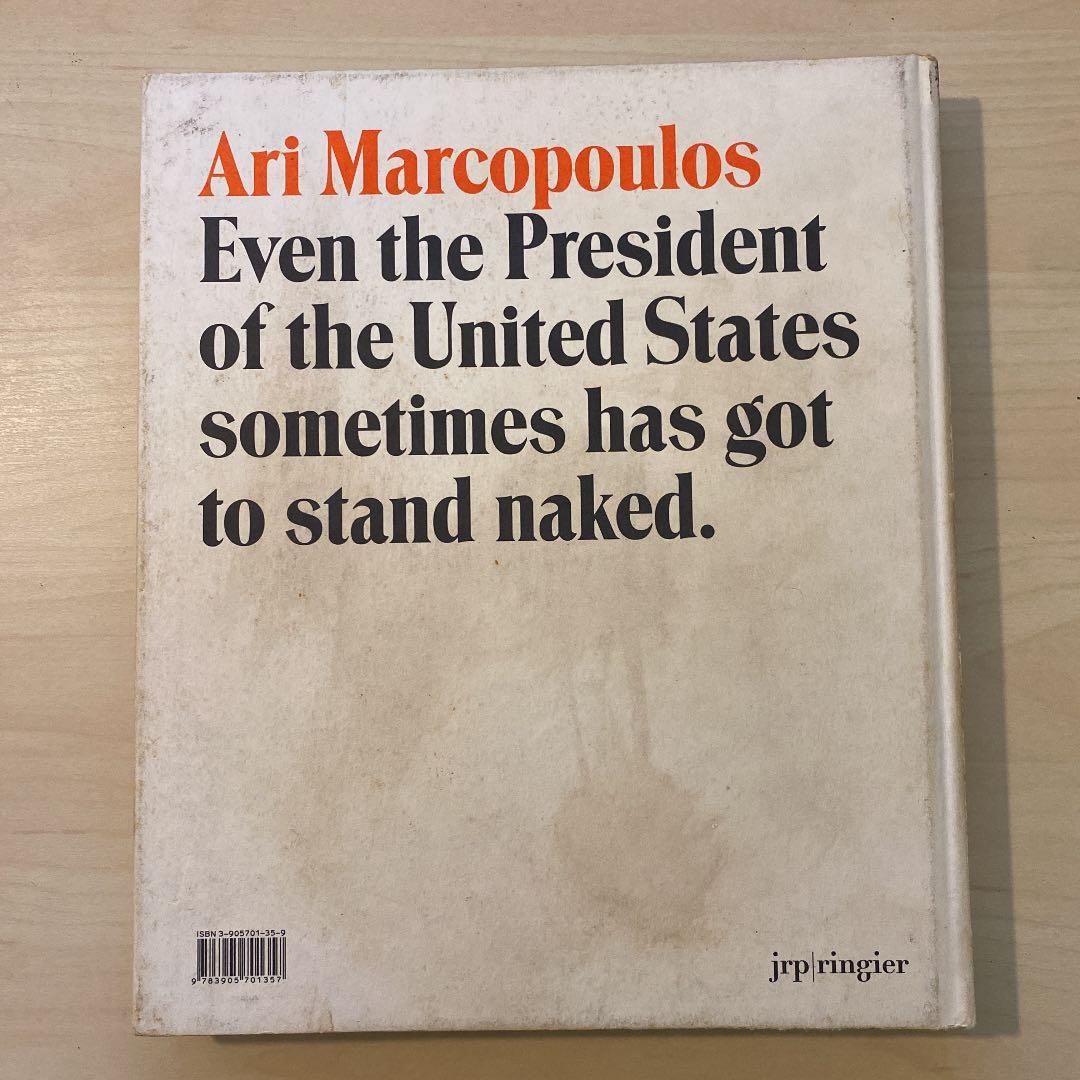 Ari Marcopoulos
Even the President
of the United States
sometimes has got
to stand naked.
ISBN 3-905701-35-9
9 783905 701357
jrp|ringier